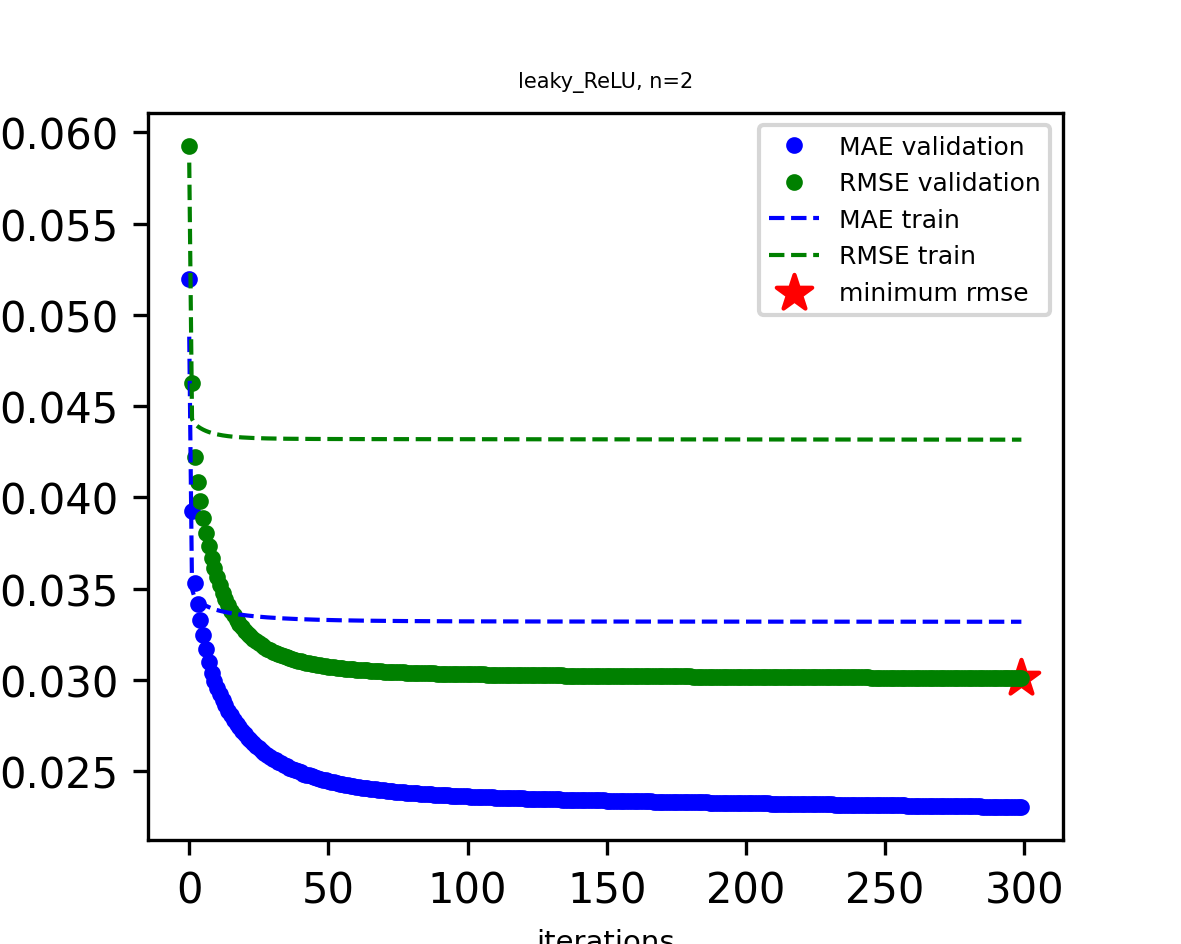 leaky_ReLU, n=2
0.060
0.055
0.050
0.045
0.040
0.035
0.030
0.025
MAE validation
RMSE validation
MAE train
RMSE train
minimum rmse
0 50 100 150 200 250 300
iterations